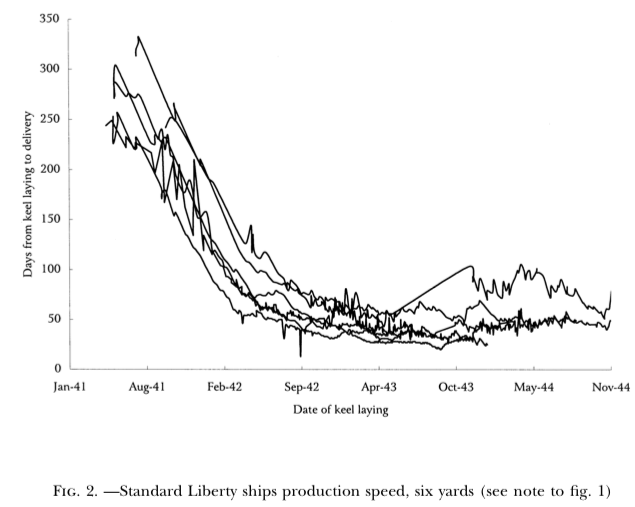 350
300
250
200
150
100
50
0
Days from keel laying to delivery
Jan-41 Aug-41 Feb-42 Sep-42 Apr-43 Oct-43 May-44 Nov-44
Date of keel laying
FIG. 2. —Standard Liberty ships production speed, six yards (see note to fig. 1)